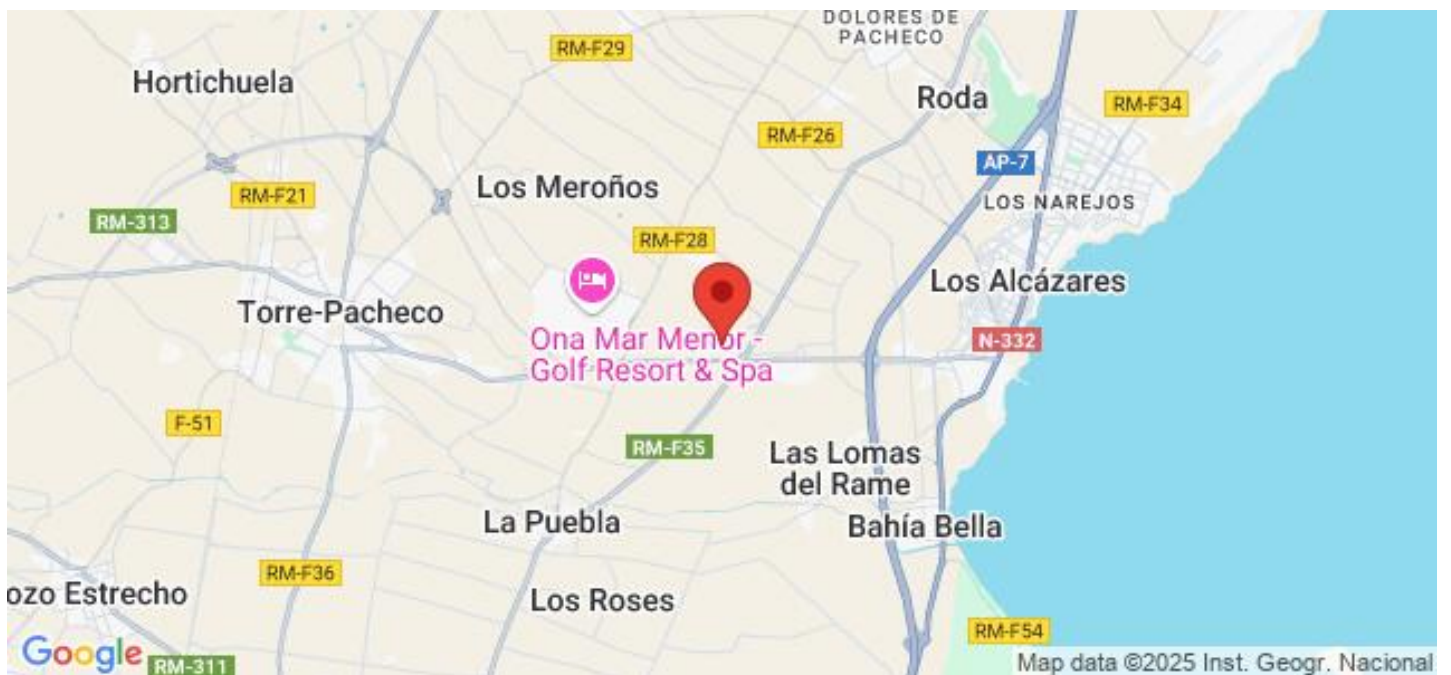 DOLORES DE
PACHECO
RM-F29
Hortichuela
Roda
RM-F34
RM-F26
AP-7
Los Meroños
RM-F21
LOS NAREJOS
RM-313
RM-F28
Los Alcázares
Torre-Pacheco
Ona Mar Menor -
Golf Resort & Spa
N-332
F-51
RM-F35
Las Lomas
del Rame
La Puebla
Bahía Bella
RM-F36
ozo Estrecho
Los Roses
RM-F54
Google
RM-311
Map data ©2025 Inst. Geogr. Nacional